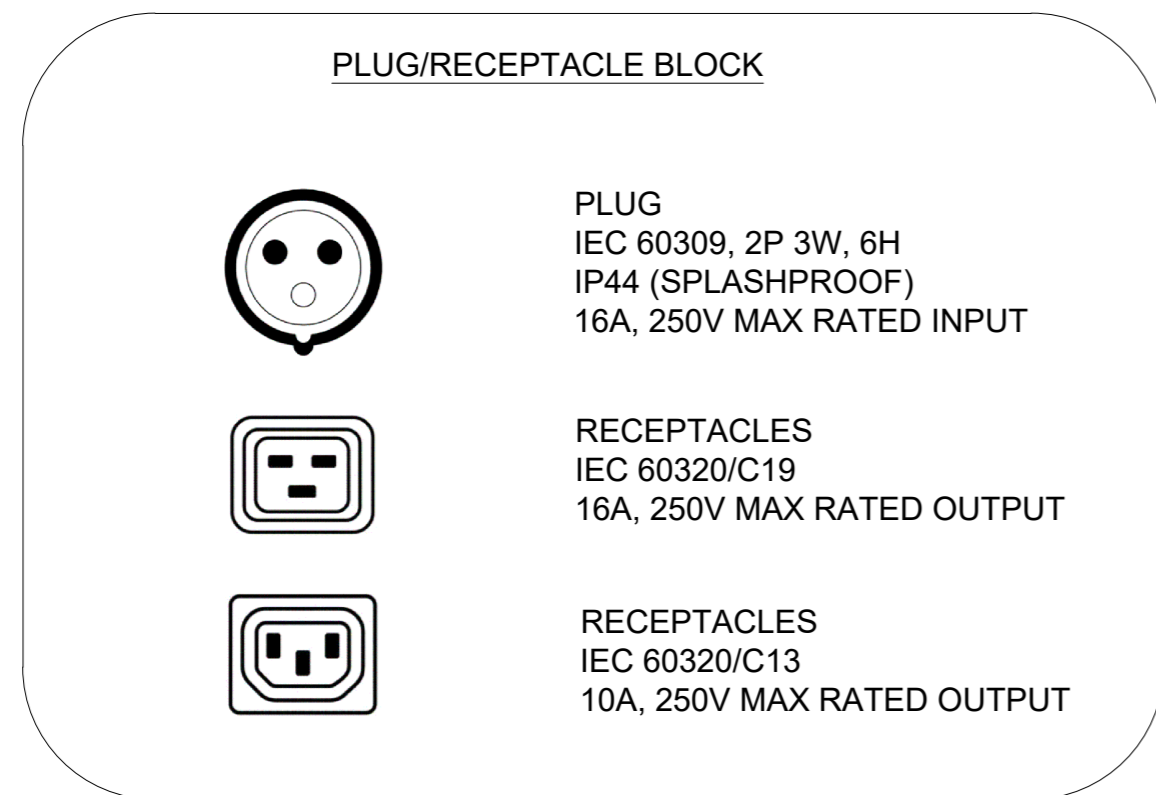 PLUG/RECEPTACLE BLOCK
PLUG
IEC 60309, 2P 3W, 6H
IP44 (SPLASHPROOF)
16A, 250V MAX RATED INPUT
RECEPTACLES
IEC 60320/C19
16A, 250V MAX RATED OUTPUT
RECEPTACLES
IEC 60320/C13
10A, 250V MAX RATED OUTPUT